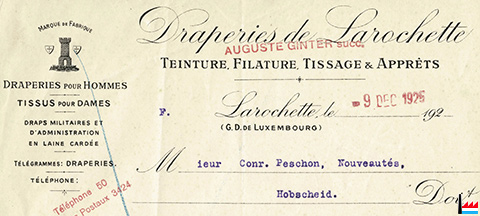 MARQUE DE FABRIQUE
Draperies de Larochette
AUGUSTE GINTER succ.
TEINTURE, FILATURE, TISSAGE & APPRÊTS
DRAPERIES POUR HOMMES
TISSUS POUR DAMES
DRAPS MILITAIRES ET
D'ADMINISTRATION
EN LAINE CARDÉE
TÉLÉGRAMMES: DRAPERIES.
TÉLÉPHONE:
Téléphone 50
Postaux 3424
F. Larochette, le -9 DEC 1925 192
(G. D. DE LUXEMBOURG)
M ieur Conr. Peschon, Nouveautés,
Hobscheid.
Doit